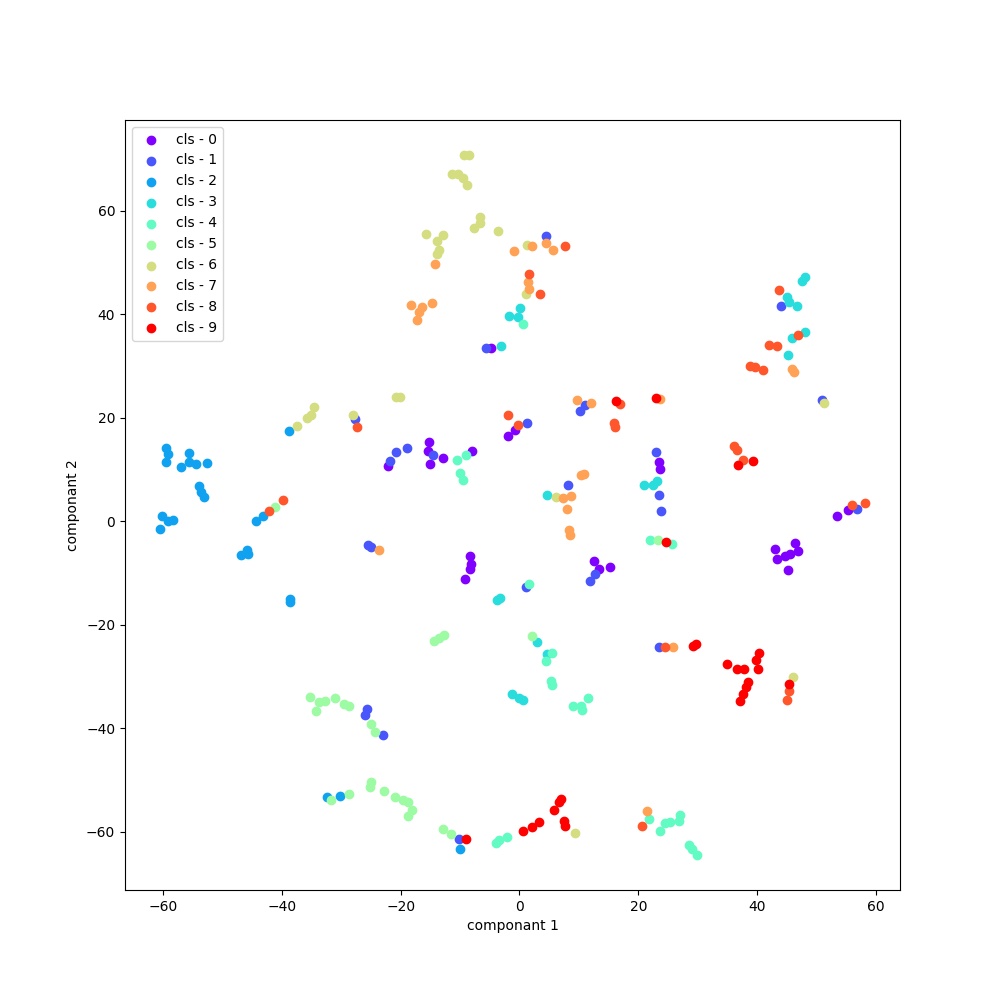 cls - 0
cls - 1
cls - 2
cls - 3
cls - 4
cls - 5
cls - 6
cls - 7
cls - 8
cls - 9
componant 2
60
40
20
0
−20
−40
−60
−60 −40 −20 0 20 40 60
componant 1